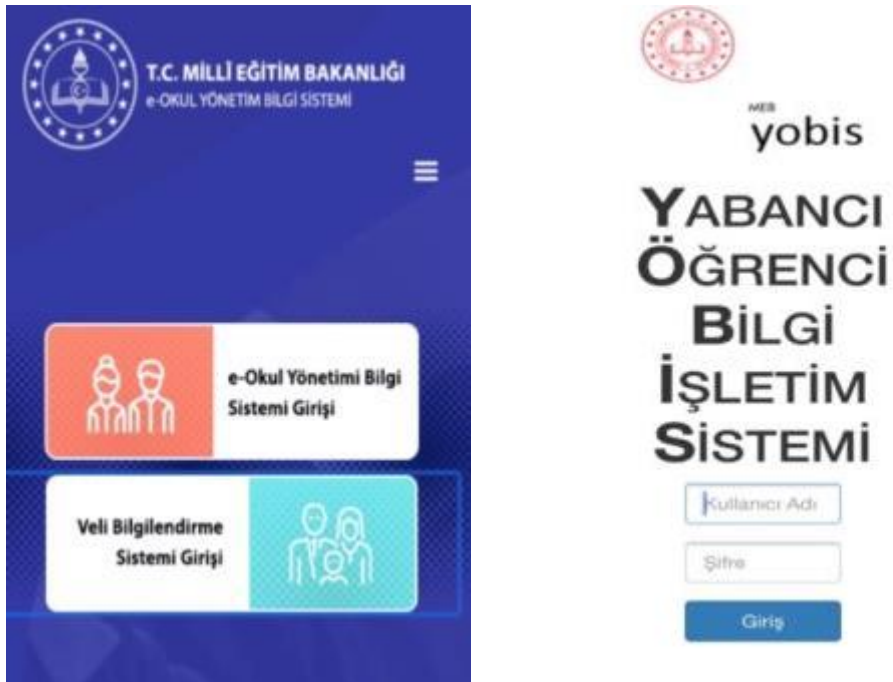 T.C. MİLLÎ EĞİTİM BAKANLIĞI
e-OKUL YÖNETİM BİLGİ SİSTEMİ
e-Okul Yönetimi Bilgi
Sistemi Girişi
Veli Bilgilendirme
Sistemi Girişi
MEB
yobis
YABANCI
ÖĞRENCİ
BİLGİ
İŞLETİM
SİSTEMİ
Kullanıcı Adı
Şifre
Giriş